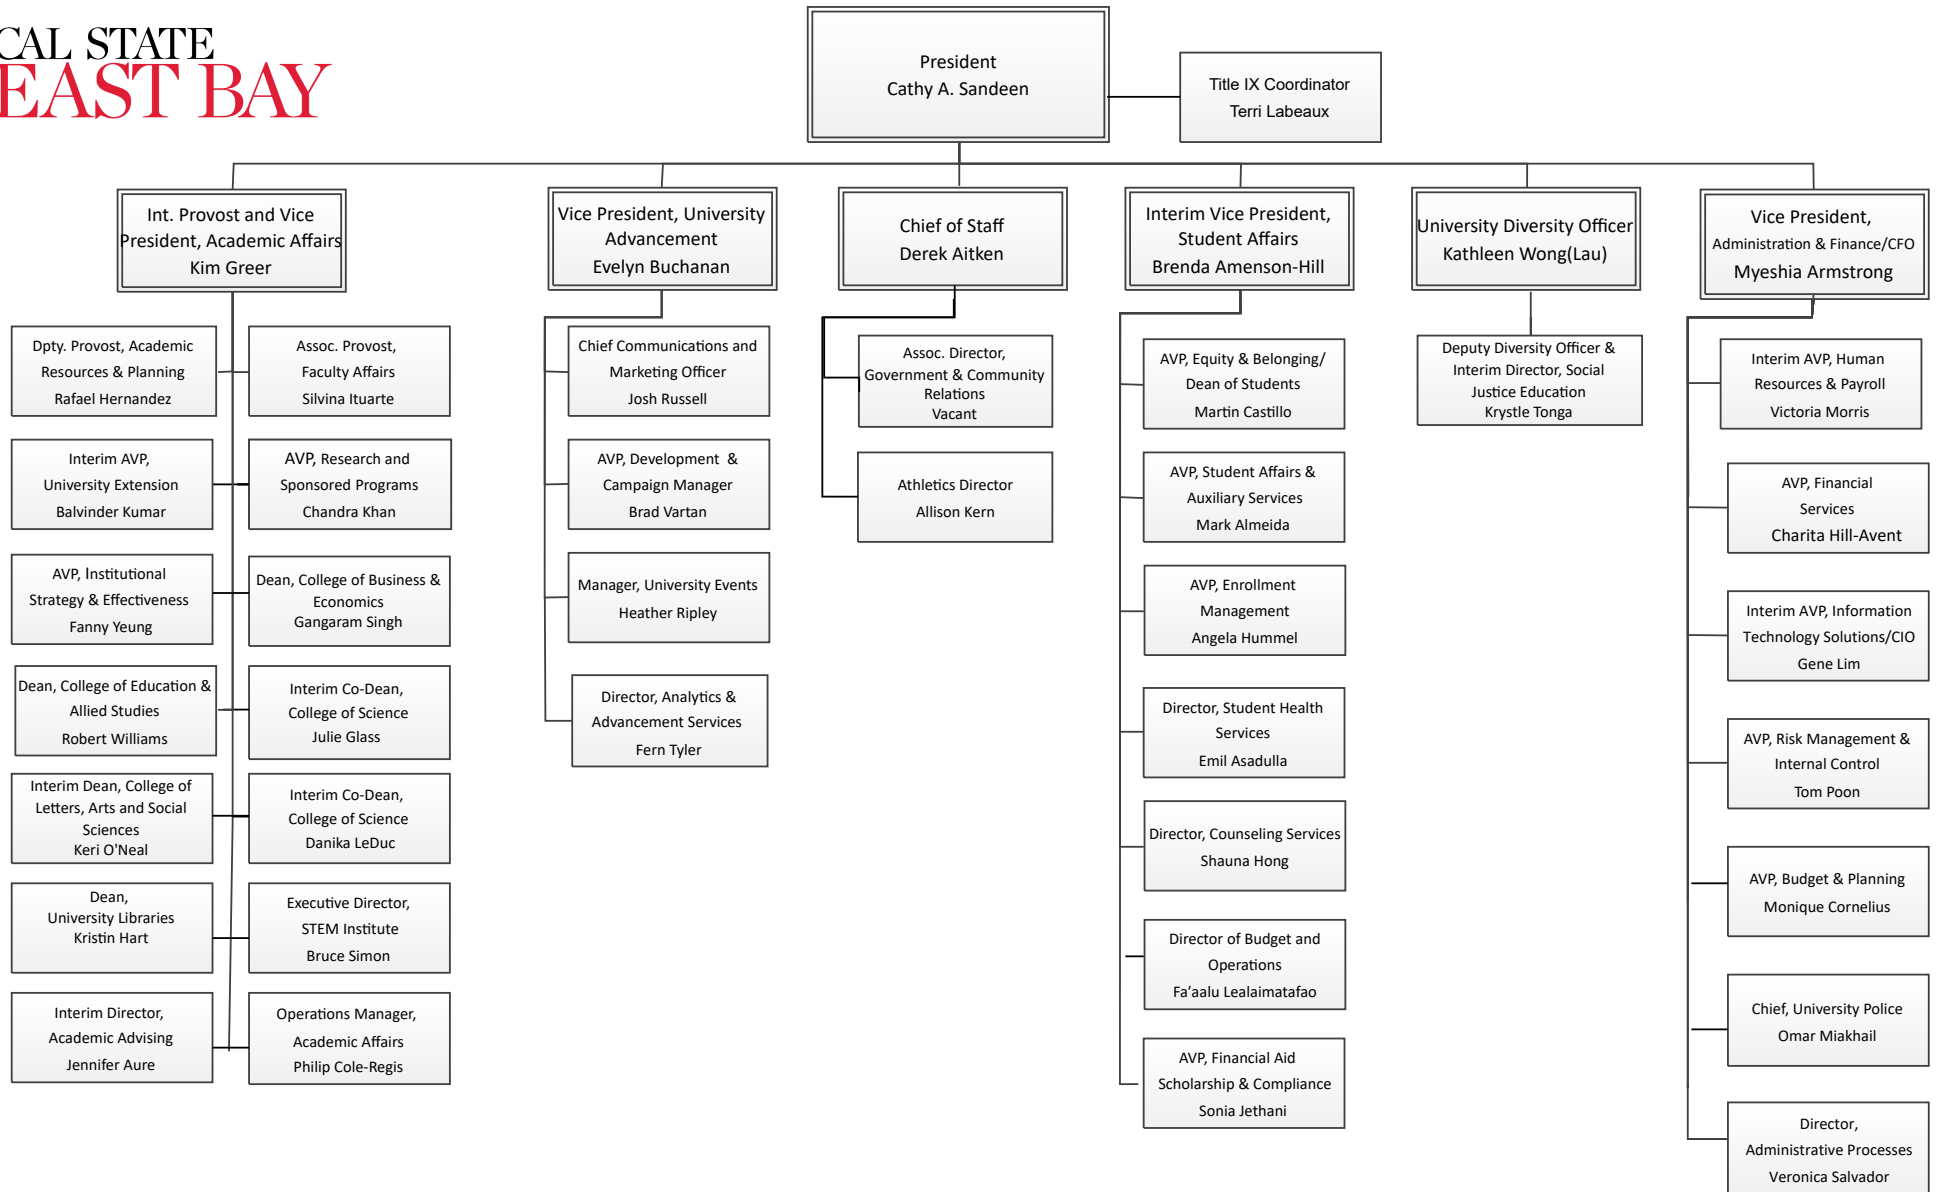 CAL STATE
EAST BAY
President
Cathy A. Sandeen
Title IX Coordinator
Terri Labeaux
Int. Provost and Vice
President, Academic Affairs
Kim Greer
Vice President, University
Advancement
Evelyn Buchanan
Chief of Staff
Derek Aitken
Interim Vice President,
Student Affairs
Brenda Amenson-Hill
University Diversity Officer
Kathleen Wong(Lau)
Vice President,
Administration & Finance/CFO
Myeshia Armstrong
Dpty. Provost, Academic
Resources & Planning
Rafael Hernandez
Assoc. Provost,
Faculty Affairs
Silvina Ituarte
Interim AVP,
University Extension
Balvinder Kumar
AVP, Research and
Sponsored Programs
Chandra Khan
AVP, Institutional
Strategy & Effectiveness
Fanny Yeung
Dean, College of Business &
Economics
Gangaram Singh
Dean, College of Education &
Allied Studies
Robert Williams
Interim Co-Dean,
College of Science
Julie Glass
Interim Dean, College of
Letters, Arts and Social
Sciences
Keri O'Neal
Interim Co-Dean,
College of Science
Danika LeDuc
Dean,
University Libraries
Kristin Hart
Executive Director,
STEM Institute
Bruce Simon
Interim Director,
Academic Advising
Jennifer Aure
Operations Manager,
Academic Affairs
Philip Cole-Regis
Chief Communications and
Marketing Officer
Josh Russell
AVP, Development &
Campaign Manager
Brad Vartan
Manager, University Events
Heather Ripley
Director, Analytics &
Advancement Services
Fern Tyler
Assoc. Director,
Government & Community
Relations
Vacant
Athletics Director
Allison Kern
AVP, Equity & Belonging/
Dean of Students
Martin Castillo
AVP, Student Affairs &
Auxiliary Services
Mark Almeida
AVP, Enrollment
Management
Angela Hummel
Director, Student Health
Services
Emil Asadulla
Director, Counseling Services
Shauna Hong
Director of Budget and
Operations
Fa’aalu Lealaimatafao
AVP, Financial Aid
Scholarship & Compliance
Sonia Jethani
Deputy Diversity Officer &
Interim Director, Social
Justice Education
Krystle Tonga
Interim AVP, Human
Resources & Payroll
Victoria Morris
AVP, Financial
Services
Charita Hill-Avent
Interim AVP, Information
Technology Solutions/CIO
Gene Lim
AVP, Risk Management &
Internal Control
Tom Poon
AVP, Budget & Planning
Monique Cornelius
Chief, University Police
Omar Miakhail
Director,
Administrative Processes
Veronica Salvador